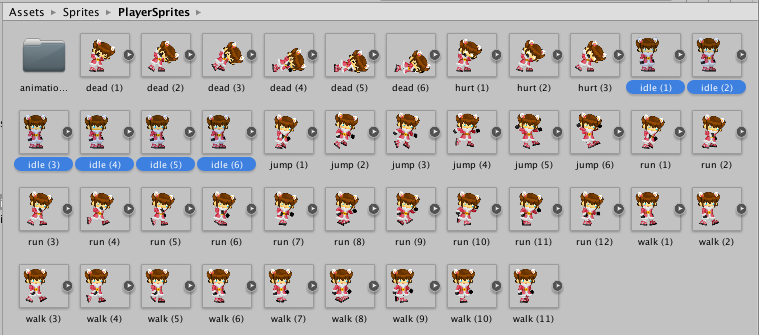 Assets ▸ Sprites ▸ PlayerSprites ▸
animatio... dead (1) dead (2) dead (3) dead (4) dead (5) dead (6) hurt (1) hurt (2) hurt (3) idle (1) idle (2)
idle (3) idle (4) idle (5) idle (6) jump (1) jump (2) jump (3) jump (4) jump (5) jump (6) run (1) run (2)
run (3) run (4) run (5) run (6) run (7) run (8) run (9) run (10) run (11) run (12) walk (1) walk (2)
walk (3) walk (4) walk (5) walk (6) walk (7) walk (8) walk (9) walk (10) walk (11)